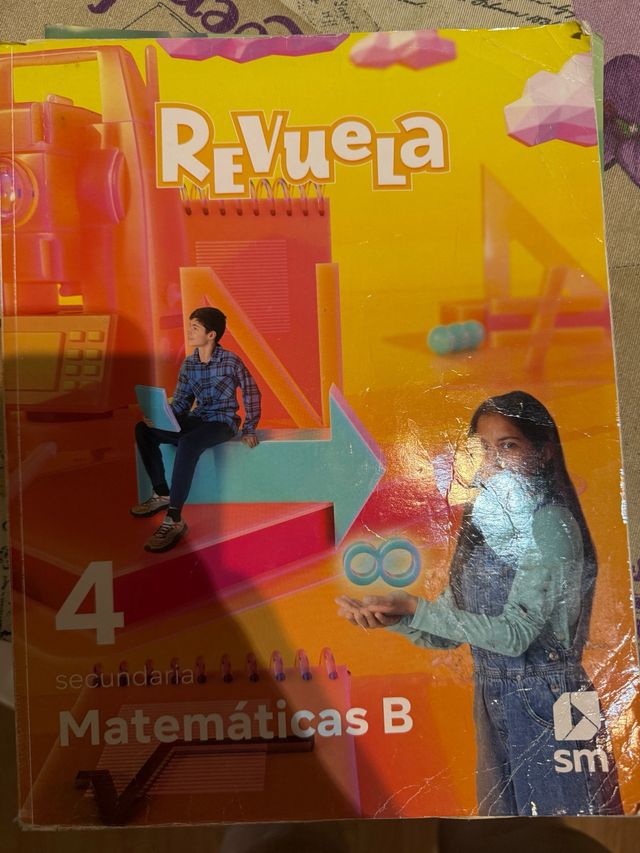 REVUELA
4
secundaria
Matemáticas B
sm